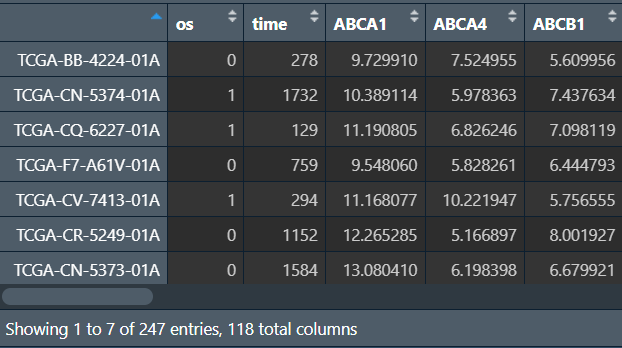 os time ABCA1 ABCA4 ABCB1
TCGA-BB-4224-01A 0 278 9.729910 7.524955 5.609956
TCGA-CN-5374-01A 1 1732 10.389114 5.978363 7.437634
TCGA-CQ-6227-01A 1 129 11.190805 6.826246 7.098119
TCGA-F7-A61V-01A 0 759 9.548060 5.828261 6.444793
TCGA-CV-7413-01A 1 294 11.168077 10.221947 5.756555
TCGA-CR-5249-01A 0 1152 12.265285 5.166897 8.001927
TCGA-CN-5373-01A 0 1584 13.080410 6.198398 6.679921
Showing 1 to 7 of 247 entries, 118 total columns